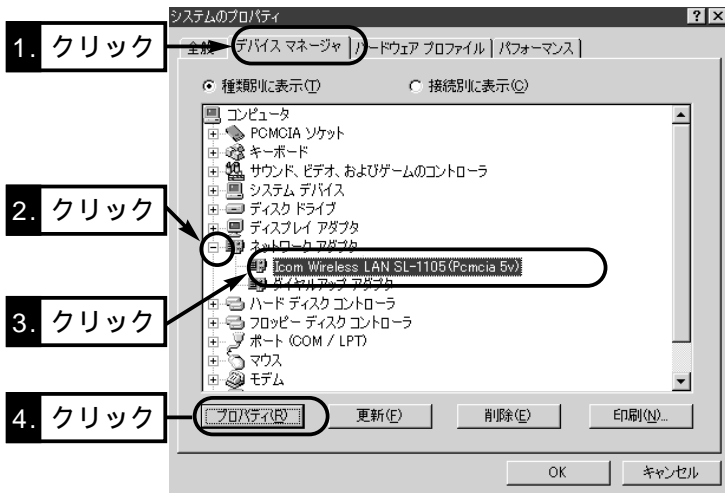 システムのプロパティ
1. クリック
全般 デバイス マネージャ ハードウェア プロファイル パフォーマンス
種類別に表示(T) 接続別に表示(C)
コンピュータ
PCMCIA ソケット
キーボード
サウンド、ビデオ、およびゲームのコントローラ
システム デバイス
ディスク ドライブ
2. クリック
ディスプレイ アダプタ
ネットワーク アダプタ
Icom Wireless LAN SL-1105(Pcmcia 5v)
ダイヤルアップ アダプタ
3. クリック
ハード ディスク コントローラ
フロッピー ディスク コントローラ
ポート (COM / LPT)
マウス
モデム
4. クリック
プロパティ(R) 更新(F) 削除(E) 印刷(N)...
OK キャンセル